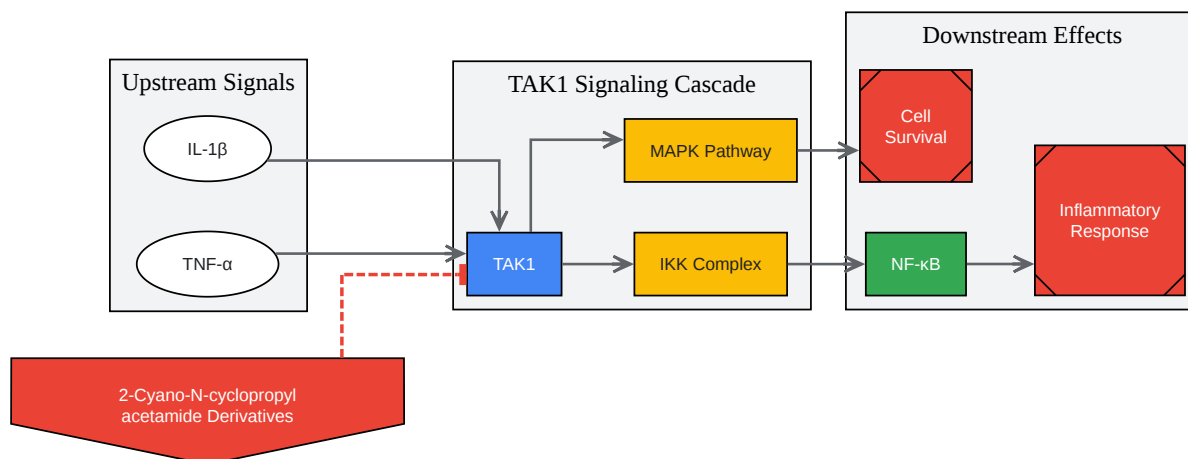 Upstream Signals
IL-1β
TNF-α
TAK1 Signaling Cascade
MAPK Pathway
TAK1
IKK Complex
Downstream Effects
Cell
Survival
NF-κB
Inflammatory
Response
2-Cyano-N-cyclopropyl
acetamide Derivatives